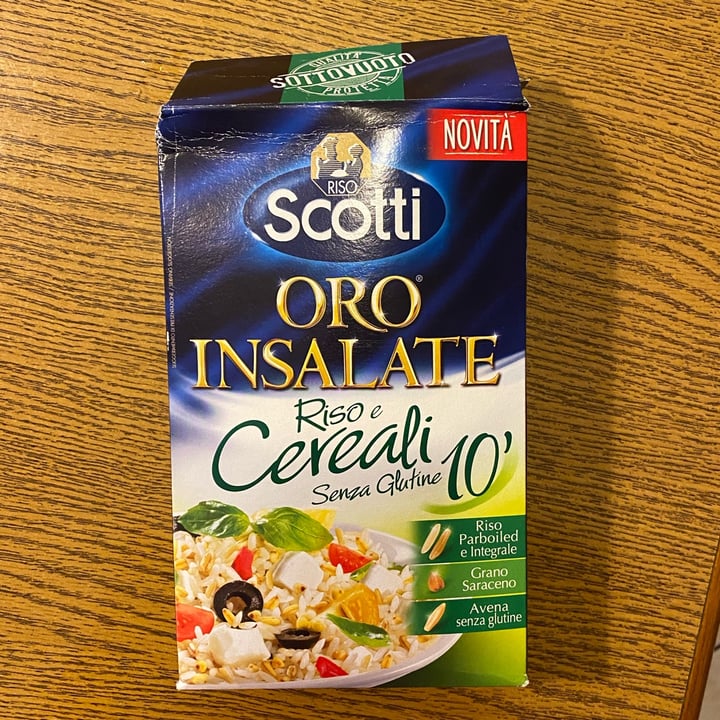 QUALITÀ
SOTTOVUOTO
PROTETTA
NOVITÀ
RISO
Scotti
ORO®
INSALATE
Riso e
Cereali
Senza Glutine
10'
Riso
Parboiled
e Integrale
Grano
Saraceno
Avena
senza glutine